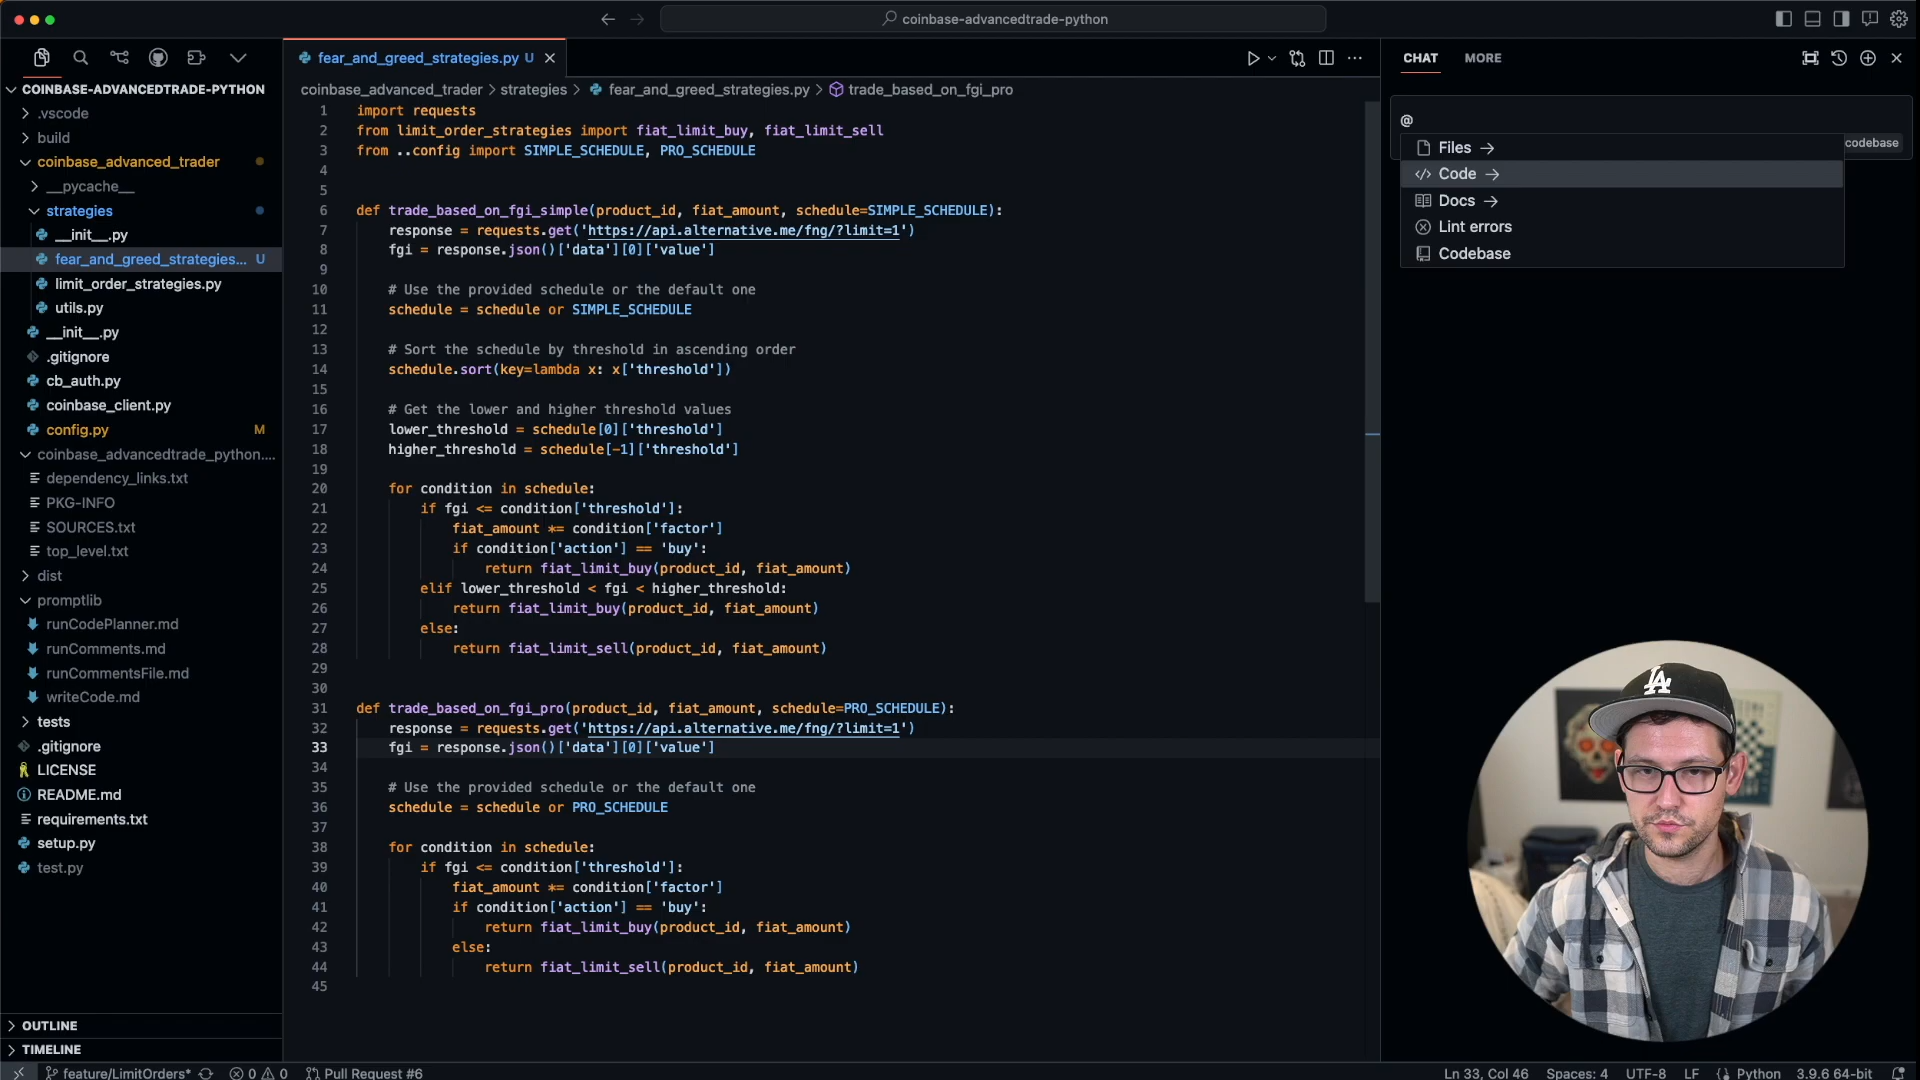 coinbase-advancedtrade-python
COINBASE-ADVANCEDTRADE-PYTHON
.vscode
build
coinbase_advanced_trader
__pycache__
strategies
__init__.py
fear_and_greed_strategies... U
limit_order_strategies.py
utils.py
__init__.py
.gitignore
cb_auth.py
coinbase_client.py
config.py M
coinbase_advancedtrade_python....
dependency_links.txt
PKG-INFO
SOURCES.txt
top_level.txt
dist
promptlib
runCodePlanner.md
runComments.md
runCommentsFile.md
writeCode.md
tests
.gitignore
LICENSE
README.md
requirements.txt
setup.py
test.py
OUTLINE
TIMELINE
fear_and_greed_strategies.py U
coinbase_advanced_trader > strategies > fear_and_greed_strategies.py > trade_based_on_fgi_pro
1 import requests
2 from limit_order_strategies import fiat_limit_buy, fiat_limit_sell
3 from ..config import SIMPLE_SCHEDULE, PRO_SCHEDULE
4
5
6 def trade_based_on_fgi_simple(product_id, fiat_amount, schedule=SIMPLE_SCHEDULE):
7 response = requests.get('https://api.alternative.me/fng/?limit=1')
8 fgi = response.json()['data'][0]['value']
9
10 # Use the provided schedule or the default one
11 schedule = schedule or SIMPLE_SCHEDULE
12
13 # Sort the schedule by threshold in ascending order
14 schedule.sort(key=lambda x: x['threshold'])
15
16 # Get the lower and higher threshold values
17 lower_threshold = schedule[0]['threshold']
18 higher_threshold = schedule[-1]['threshold']
19
20 for condition in schedule:
21 if fgi <= condition['threshold']:
22 fiat_amount *= condition['factor']
23 if condition['action'] == 'buy':
24 return fiat_limit_buy(product_id, fiat_amount)
25 elif lower_threshold < fgi < higher_threshold:
26 return fiat_limit_buy(product_id, fiat_amount)
27 else:
28 return fiat_limit_sell(product_id, fiat_amount)
29
30
31 def trade_based_on_fgi_pro(product_id, fiat_amount, schedule=PRO_SCHEDULE):
32 response = requests.get('https://api.alternative.me/fng/?limit=1')
33 fgi = response.json()['data'][0]['value']
34
35 # Use the provided schedule or the default one
36 schedule = schedule or PRO_SCHEDULE
37
38 for condition in schedule:
39 if fgi <= condition['threshold']:
40 fiat_amount *= condition['factor']
41 if condition['action'] == 'buy':
42 return fiat_limit_buy(product_id, fiat_amount)
43 else:
44 return fiat_limit_sell(product_id, fiat_amount)
45
CHAT MORE
@
codebase
Files →
Code →
Docs →
Lint errors
Codebase
LA
feature/LimitOrders* 0 0 Pull Request #6
Ln 33, Col 46 Spaces: 4 UTF-8 LF Python 3.9.6 64-bit